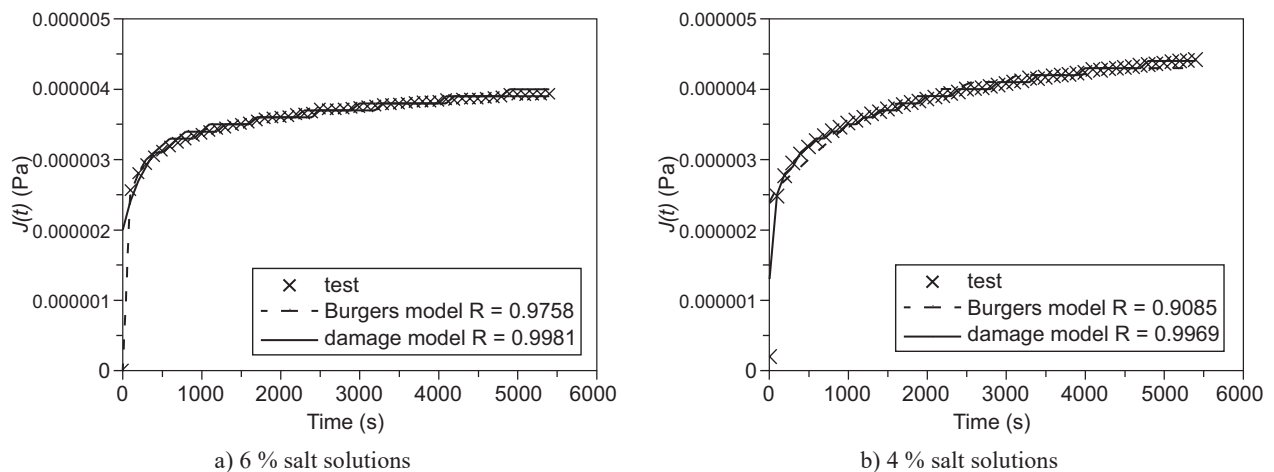 0.000005
0.000004
0.000003
0.000002
0.000001
0
J(t) (Pa)
test
Burgers model R = 0.9758
damage model R = 0.9981
0 1000 2000 3000 4000 5000 6000
Time (s)
a) 6 % salt solutions
0.000005
0.000004
0.000003
0.000002
0.000001
0
J(t) (Pa)
test
Burgers model R = 0.9085
damage model R = 0.9969
0 1000 2000 3000 4000 5000 6000
Time (s)
b) 4 % salt solutions